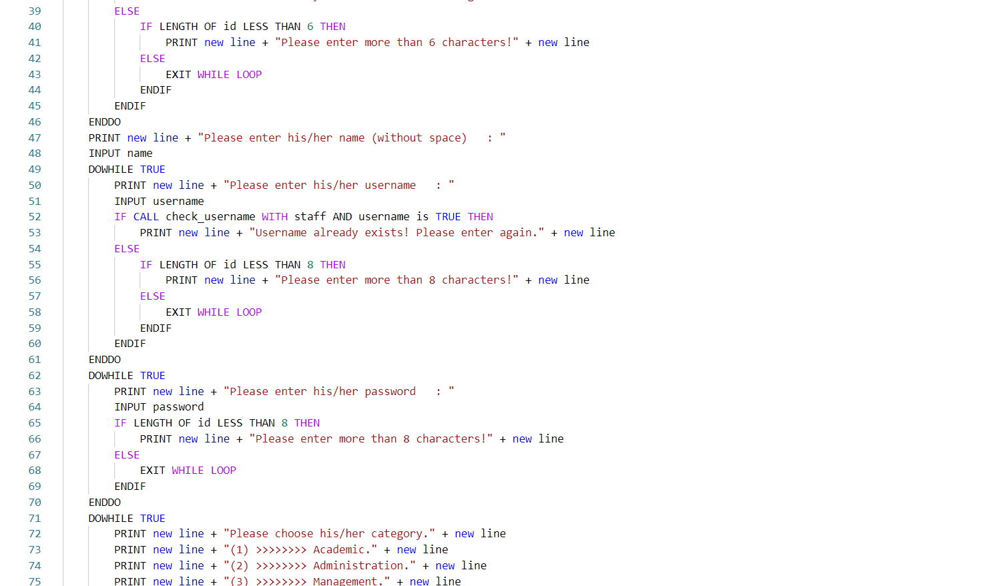 39 ELSE
40 IF LENGTH OF id LESS THAN 6 THEN
41 PRINT new line + "Please enter more than 6 characters!" + new line
42 ELSE
43 EXIT WHILE LOOP
44 ENDIF
45 ENDIF
46 ENDDO
47 PRINT new line + "Please enter his/her name (without space)   : "
48 INPUT name
49 DOWHILE TRUE
50 PRINT new line + "Please enter his/her username   : "
51 INPUT username
52 IF CALL check_username WITH staff AND username is TRUE THEN
53 PRINT new line + "Username already exists! Please enter again." + new line
54 ELSE
55 IF LENGTH OF id LESS THAN 8 THEN
56 PRINT new line + "Please enter more than 8 characters!" + new line
57 ELSE
58 EXIT WHILE LOOP
59 ENDIF
60 ENDIF
61 ENDDO
62 DOWHILE TRUE
63 PRINT new line + "Please enter his/her password   : "
64 INPUT password
65 IF LENGTH OF id LESS THAN 8 THEN
66 PRINT new line + "Please enter more than 8 characters!" + new line
67 ELSE
68 EXIT WHILE LOOP
69 ENDIF
70 ENDDO
71 DOWHILE TRUE
72 PRINT new line + "Please choose his/her category." + new line
73 PRINT new line + "(1) >>>>>>>> Academic." + new line
74 PRINT new line + "(2) >>>>>>>> Administration." + new line
75 PRINT new line + "(3) >>>>>>>> Management." + new line